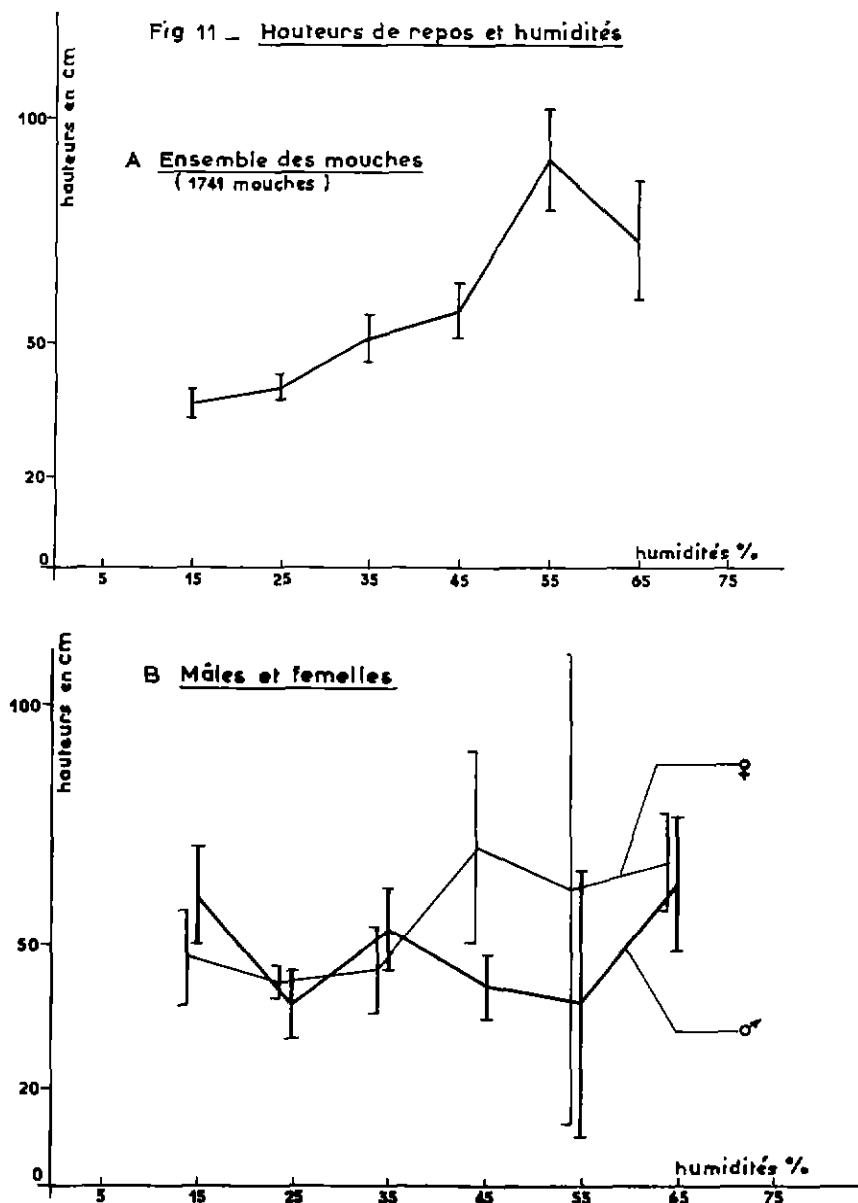 Fig 11 _ Hauteurs de repos et humidités
hauteurs en cm
A Ensemble des mouches
( 1741 mouches )
100
50
20
0
humidités %
5 15 25 35 45 55 65 75
B Mâles et femelles
hauteurs en cm
100
50
20
0
♀
♂
humidités %
5 15 25 35 45 55 65 75